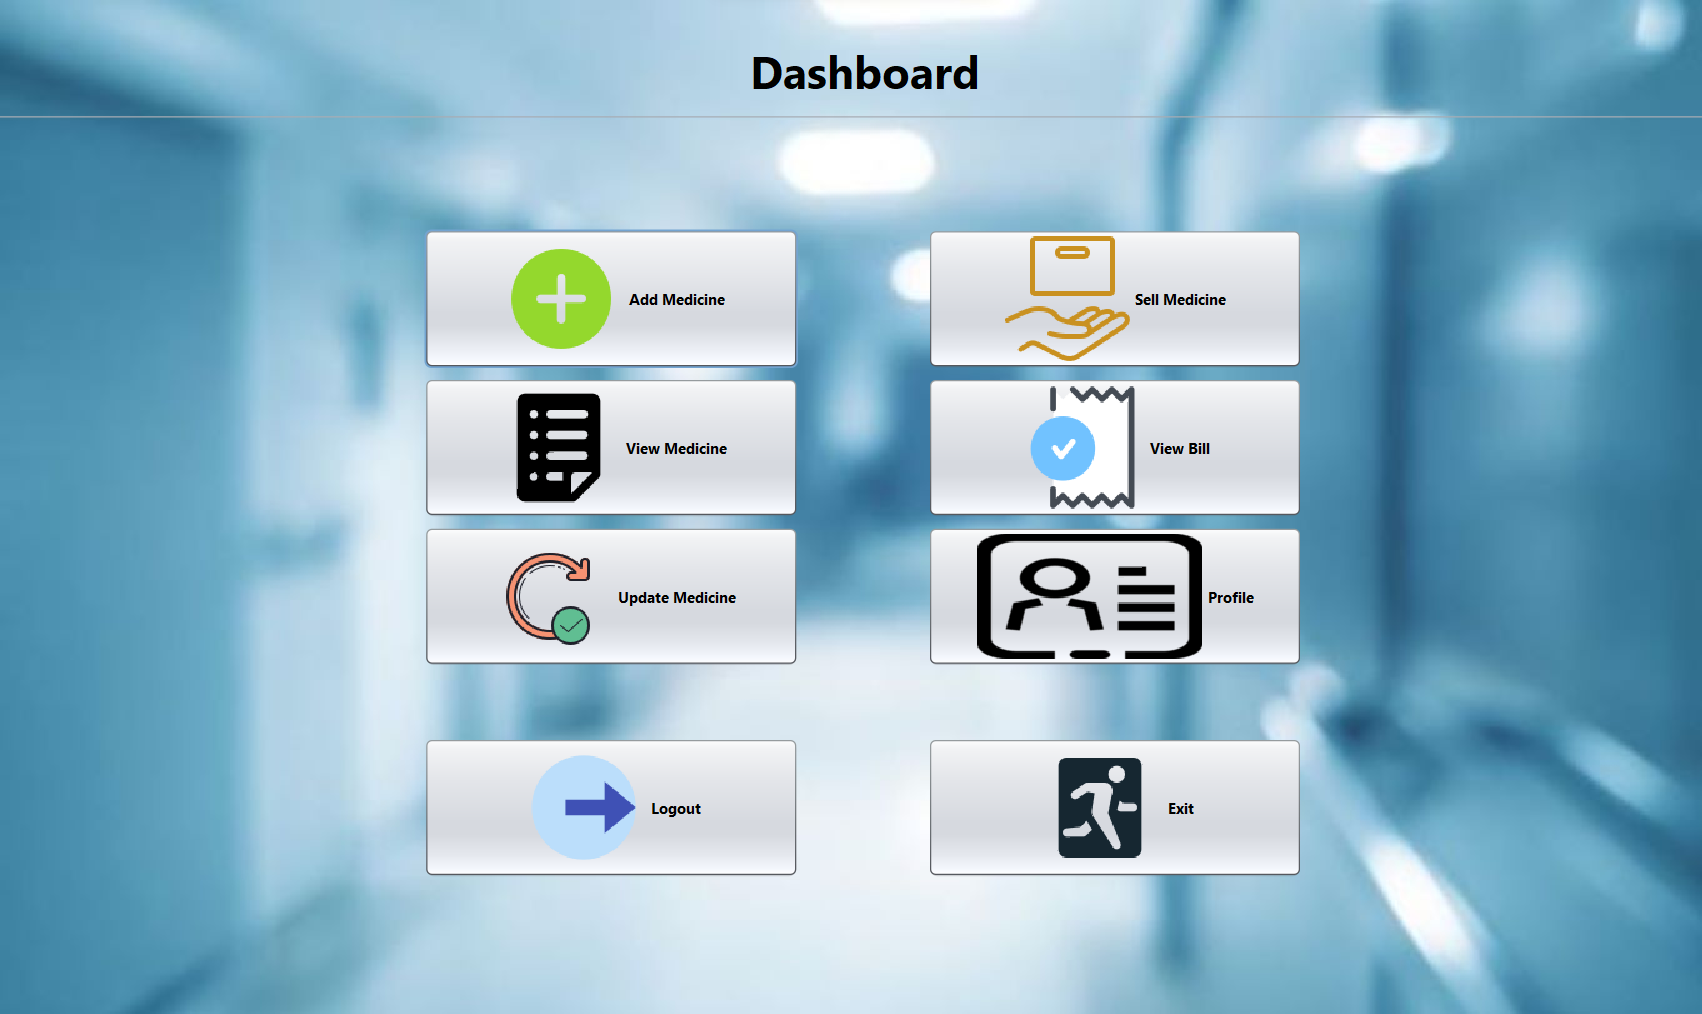 Dashboard
Add Medicine
Sell Medicine
View Medicine
View Bill
Update Medicine
Profile
Logout
Exit